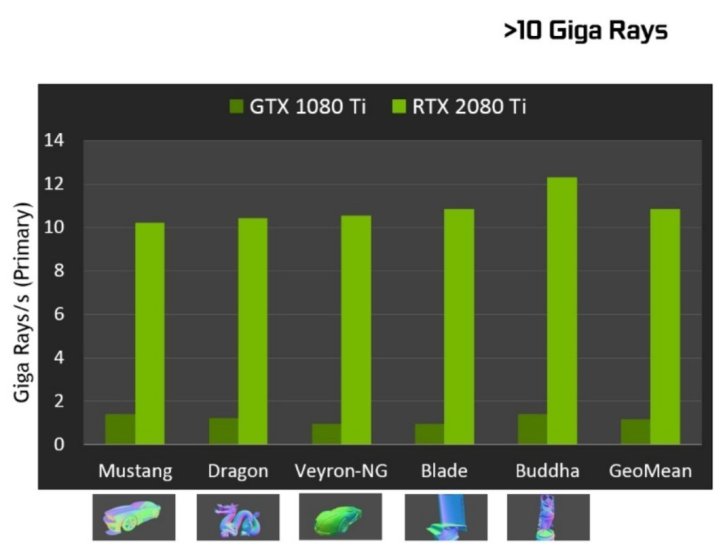 >10 Giga Rays
GTX 1080 Ti RTX 2080 Ti
Giga Rays/s (Primary)
14
12
10
8
6
4
2
0
Mustang Dragon Veyron-NG Blade Buddha GeoMean